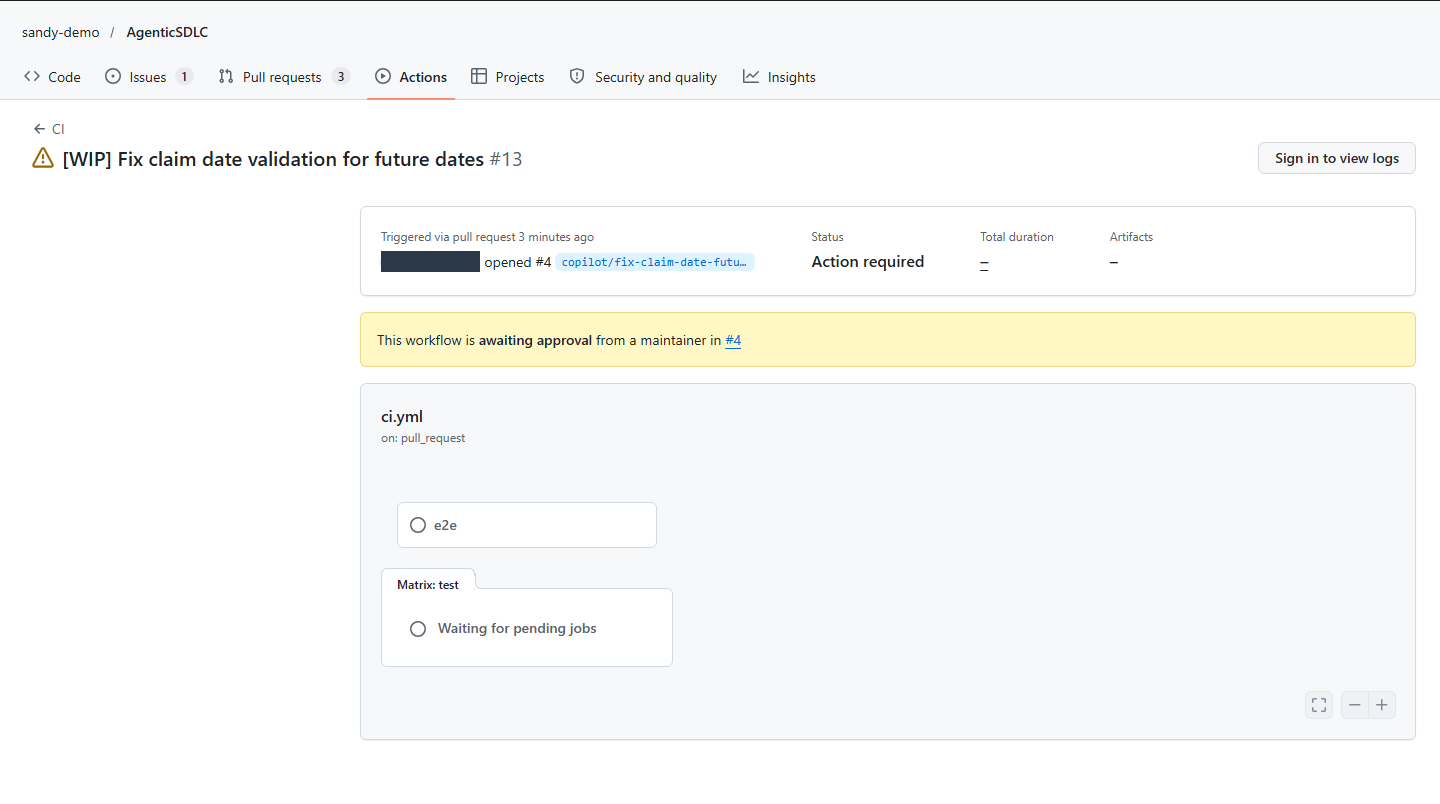 sandy-demo / AgenticSDLC
Code Issues 1 Pull requests 3 Actions Projects Security and quality Insights
CI
[WIP] Fix claim date validation for future dates #13
Sign in to view logs
Triggered via pull request 3 minutes ago
opened #4 copilot/fix-claim-date-futu…
Status
Action required
Total duration
–
Artifacts
–
This workflow is awaiting approval from a maintainer in #4
ci.yml
on: pull_request
e2e
Matrix: test
Waiting for pending jobs